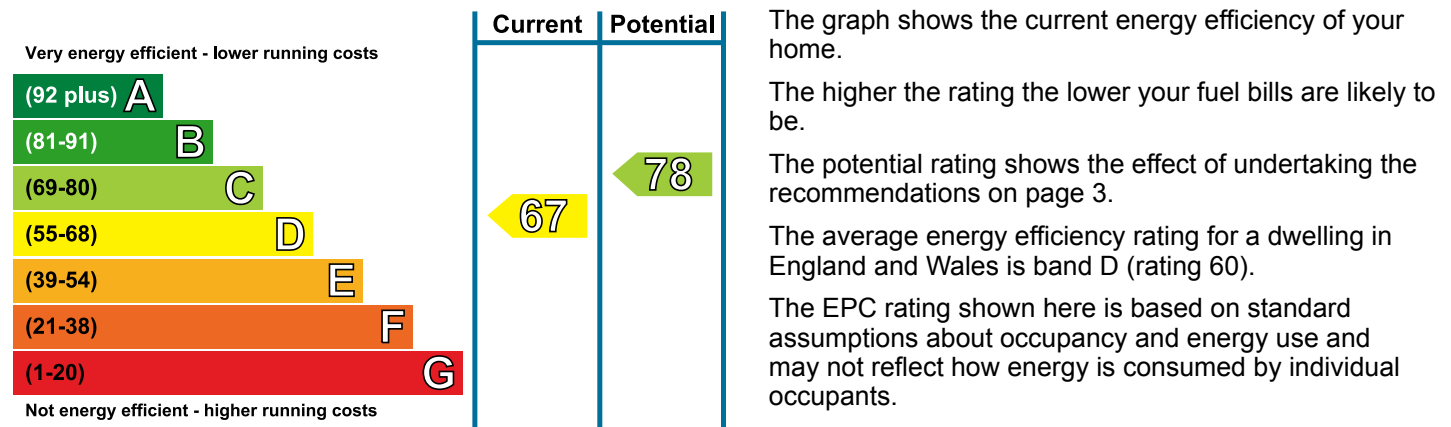 Current Potential
Very energy efficient - lower running costs
(92 plus) A
(81-91) B
(69-80) C
(55-68) D
(39-54) E
(21-38) F
(1-20) G
Not energy efficient - higher running costs
67
78
The graph shows the current energy efficiency of your
home.
The higher the rating the lower your fuel bills are likely to
be.
The potential rating shows the effect of undertaking the
recommendations on page 3.
The average energy efficiency rating for a dwelling in
England and Wales is band D (rating 60).
The EPC rating shown here is based on standard
assumptions about occupancy and energy use and
may not reflect how energy is consumed by individual
occupants.